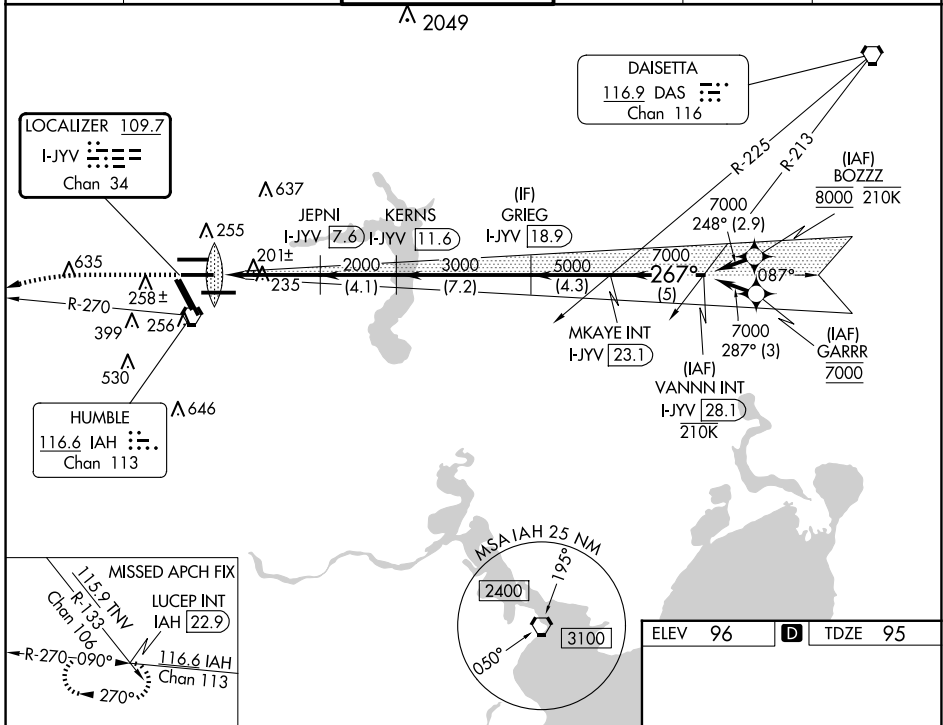 2049
DAISETTA
116.9 DAS
Chan 116
LOCALIZER 109.7
I-JYV
Chan 34
R-225
R-213
(IAF)
BOZZZ
8000 210K
7000
248° (2.9)
637
(IF)
GRIEG
I-JYV 18.9
JEPNI
I-JYV 7.6
KERNS
I-JYV 11.6
255
201±
235
2000
(4.1)
3000
(7.2)
5000
(4.3)
7000
267°
(5)
087°
635
258±
R-270
399
256
530
646
MKAYE INT
I-JYV 23.1
7000
287° (3)
(IAF)
GARRR
7000
(IAF)
VANNN INT
I-JYV 28.1
210K
HUMBLE
116.6 IAH
Chan 113
MISSED APCH FIX
115.9 TNV
R-133
Chan 106
LUCEP INT
IAH 22.9
R-270
090°
116.6 IAH
Chan 113
270°
MSA IAH 25 NM
195°
2400
3100
050°
ELEV 96
D
TDZE 95